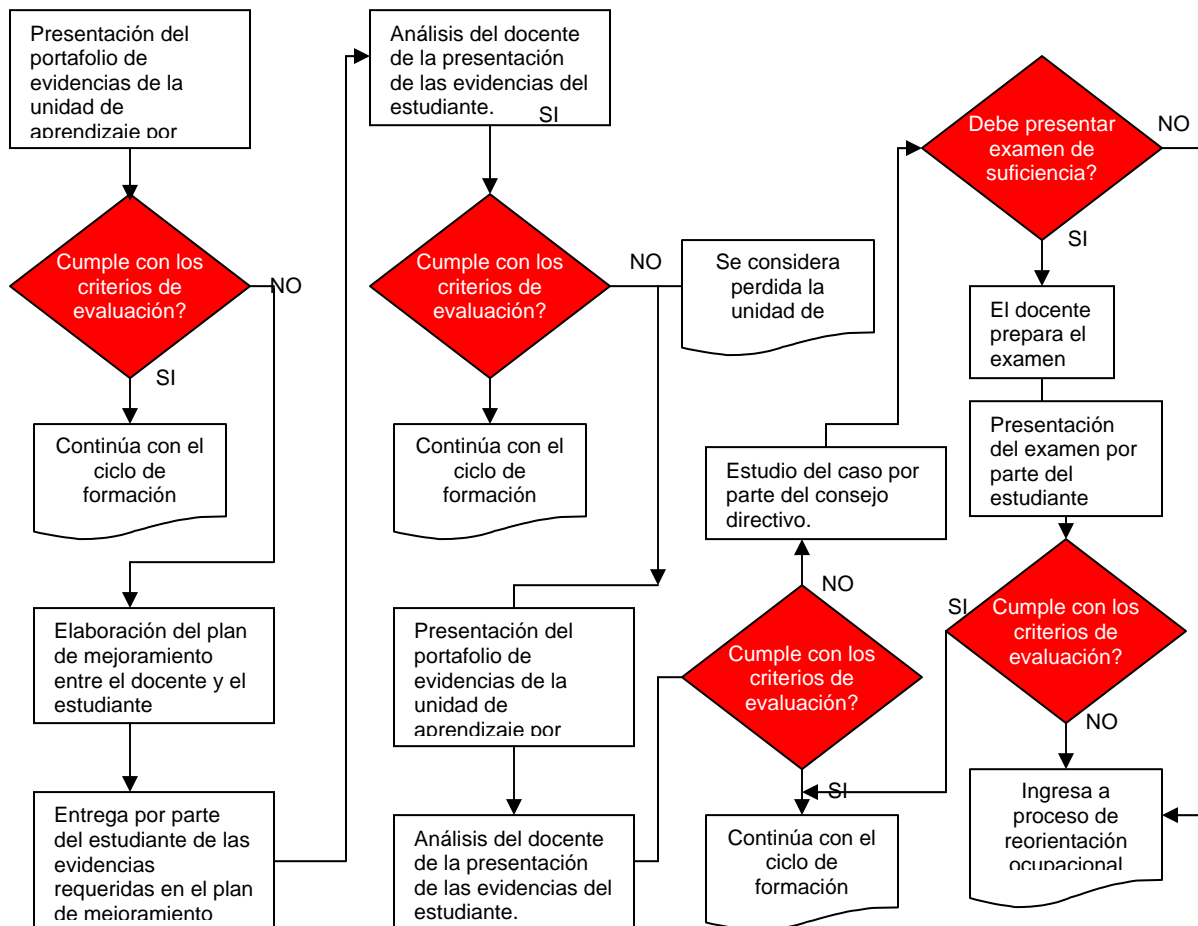 Presentación del
portafolio de
evidencias de la
unidad de
aprendizaje por
Cumple con los
criterios de
evaluación?
NO
SI
Continúa con el
ciclo de
formación
Elaboración del plan
de mejoramiento
entre el docente y el
estudiante
Entrega por parte
del estudiante de las
evidencias
requeridas en el plan
de mejoramiento
Análisis del docente
de la presentación
de las evidencias del
estudiante.
SI
Cumple con los
criterios de
evaluación?
NO
Se considera
perdida la
unidad de
Continúa con el
ciclo de
formación
Presentación del
portafolio de
evidencias de la
unidad de
aprendizaje por
Análisis del docente
de la presentación
de las evidencias del
estudiante.
Cumple con los
criterios de
evaluación?
NO
SI
Continúa con el
ciclo de
formación
Estudio del caso por
parte del consejo
directivo.
Debe presentar
examen de
suficiencia?
NO
SI
El docente
prepara el
examen
Presentación
del examen por
parte del
estudiante
Cumple con los
criterios de
evaluación?
SI
NO
Ingresa a
proceso de
reorientación
ocupacional